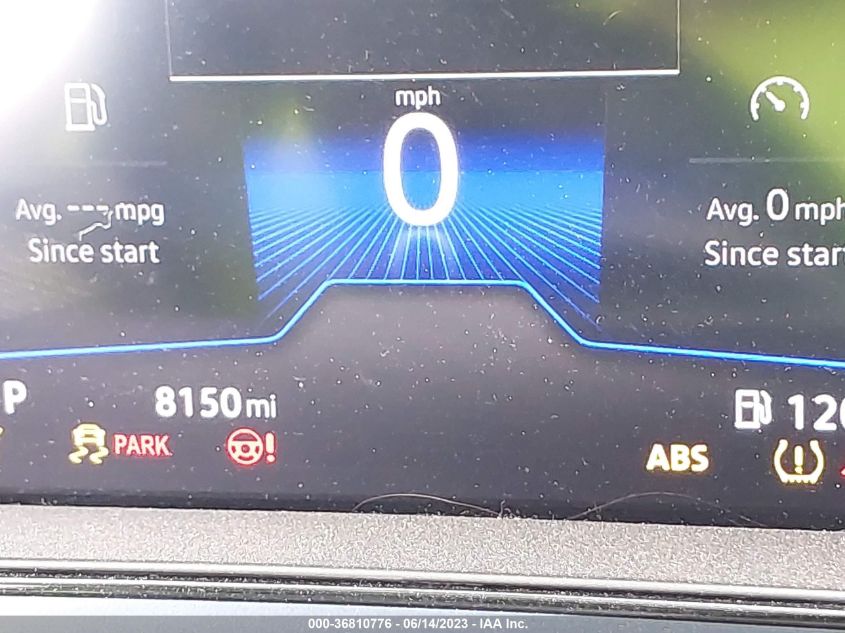 mph
0
Avg. ---mpg
Since start
Avg. 0 mph
Since start
P
8150mi
PARK
ABS
000-36810776 - 06/14/2023 - IAA Inc.